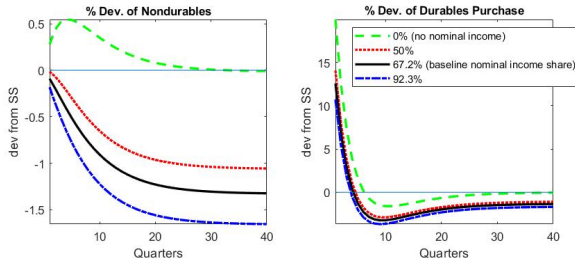 % Dev. of Nondurables
0.5
0
-0.5
-1
-1.5
dev from SS
10 20 30 40
Quarters
% Dev. of Durables Purchase
0% (no nominal income)
50%
67.2% (baseline nominal income share)
92.3%
15
10
5
0
dev from SS
10 20 30 40
Quarters